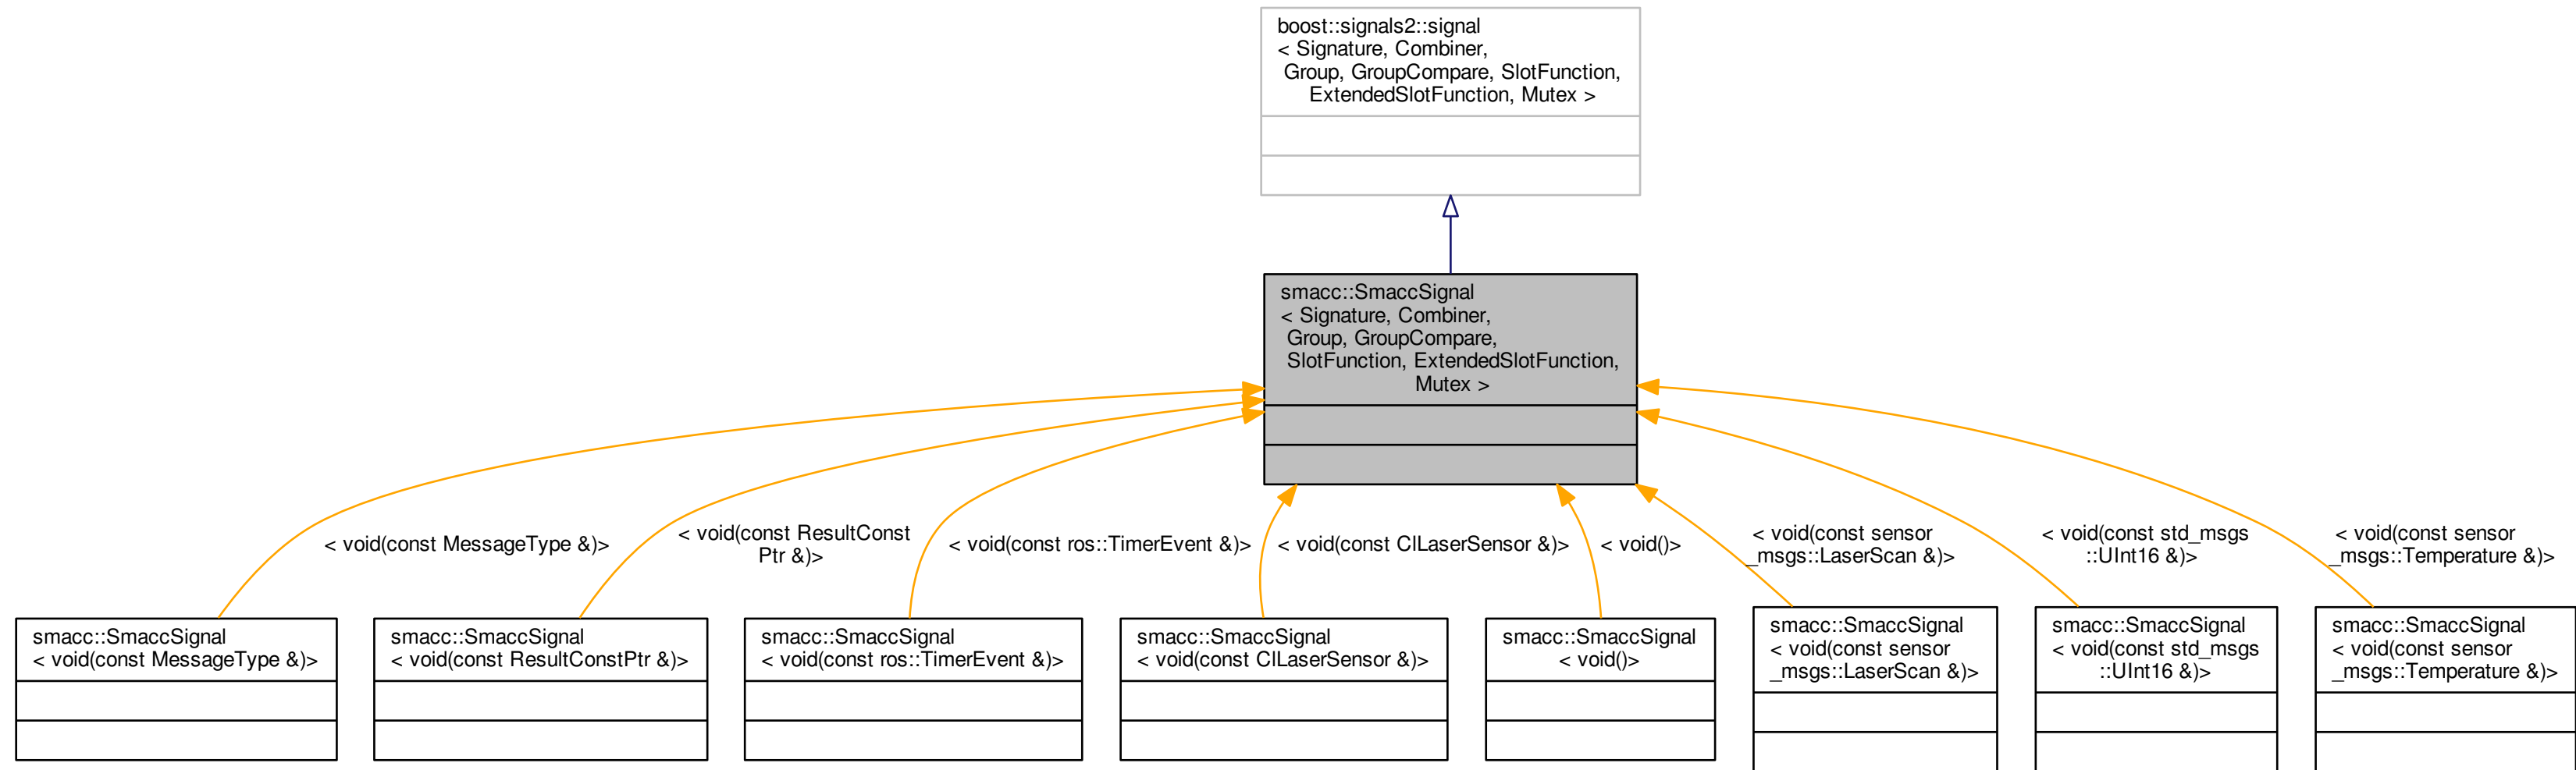 boost::signals2::signal
< Signature, Combiner,
Group, GroupCompare, SlotFunction,
ExtendedSlotFunction, Mutex >
smacc::SmaccSignal
< Signature, Combiner,
Group, GroupCompare,
SlotFunction, ExtendedSlotFunction,
Mutex >
< void(const MessageType &)>
< void(const ResultConst
Ptr &)>
< void(const ros::TimerEvent &)>
< void(const ClLaserSensor &)>
< void()>
< void(const sensor
_msgs::LaserScan &)>
< void(const std_msgs
::UInt16 &)>
< void(const sensor
_msgs::Temperature &)>
smacc::SmaccSignal
< void(const MessageType &)>
smacc::SmaccSignal
< void(const ResultConstPtr &)>
smacc::SmaccSignal
< void(const ros::TimerEvent &)>
smacc::SmaccSignal
< void(const ClLaserSensor &)>
smacc::SmaccSignal
< void()>
smacc::SmaccSignal
< void(const sensor
_msgs::LaserScan &)>
smacc::SmaccSignal
< void(const std_msgs
::UInt16 &)>
smacc::SmaccSignal
< void(const sensor
_msgs::Temperature &)>